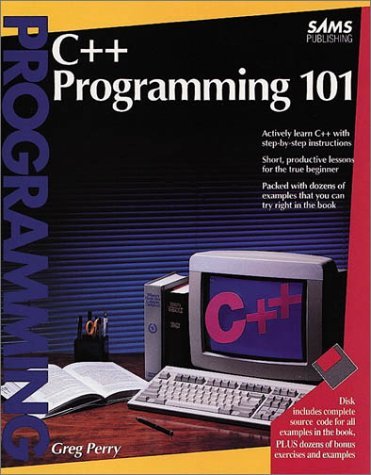 PROGRAMMING
SAMS
PUBLISHING
C++
Programming 101
Actively learn C++ with
step-by-step instructions
Short, productive lessons
for the true beginner
Packed with dozens of
examples that you can
try right in the book
C++
Disk
includes complete
source code for all
examples in the book,
PLUS dozens of bonus
exercises and examples
Greg Perry